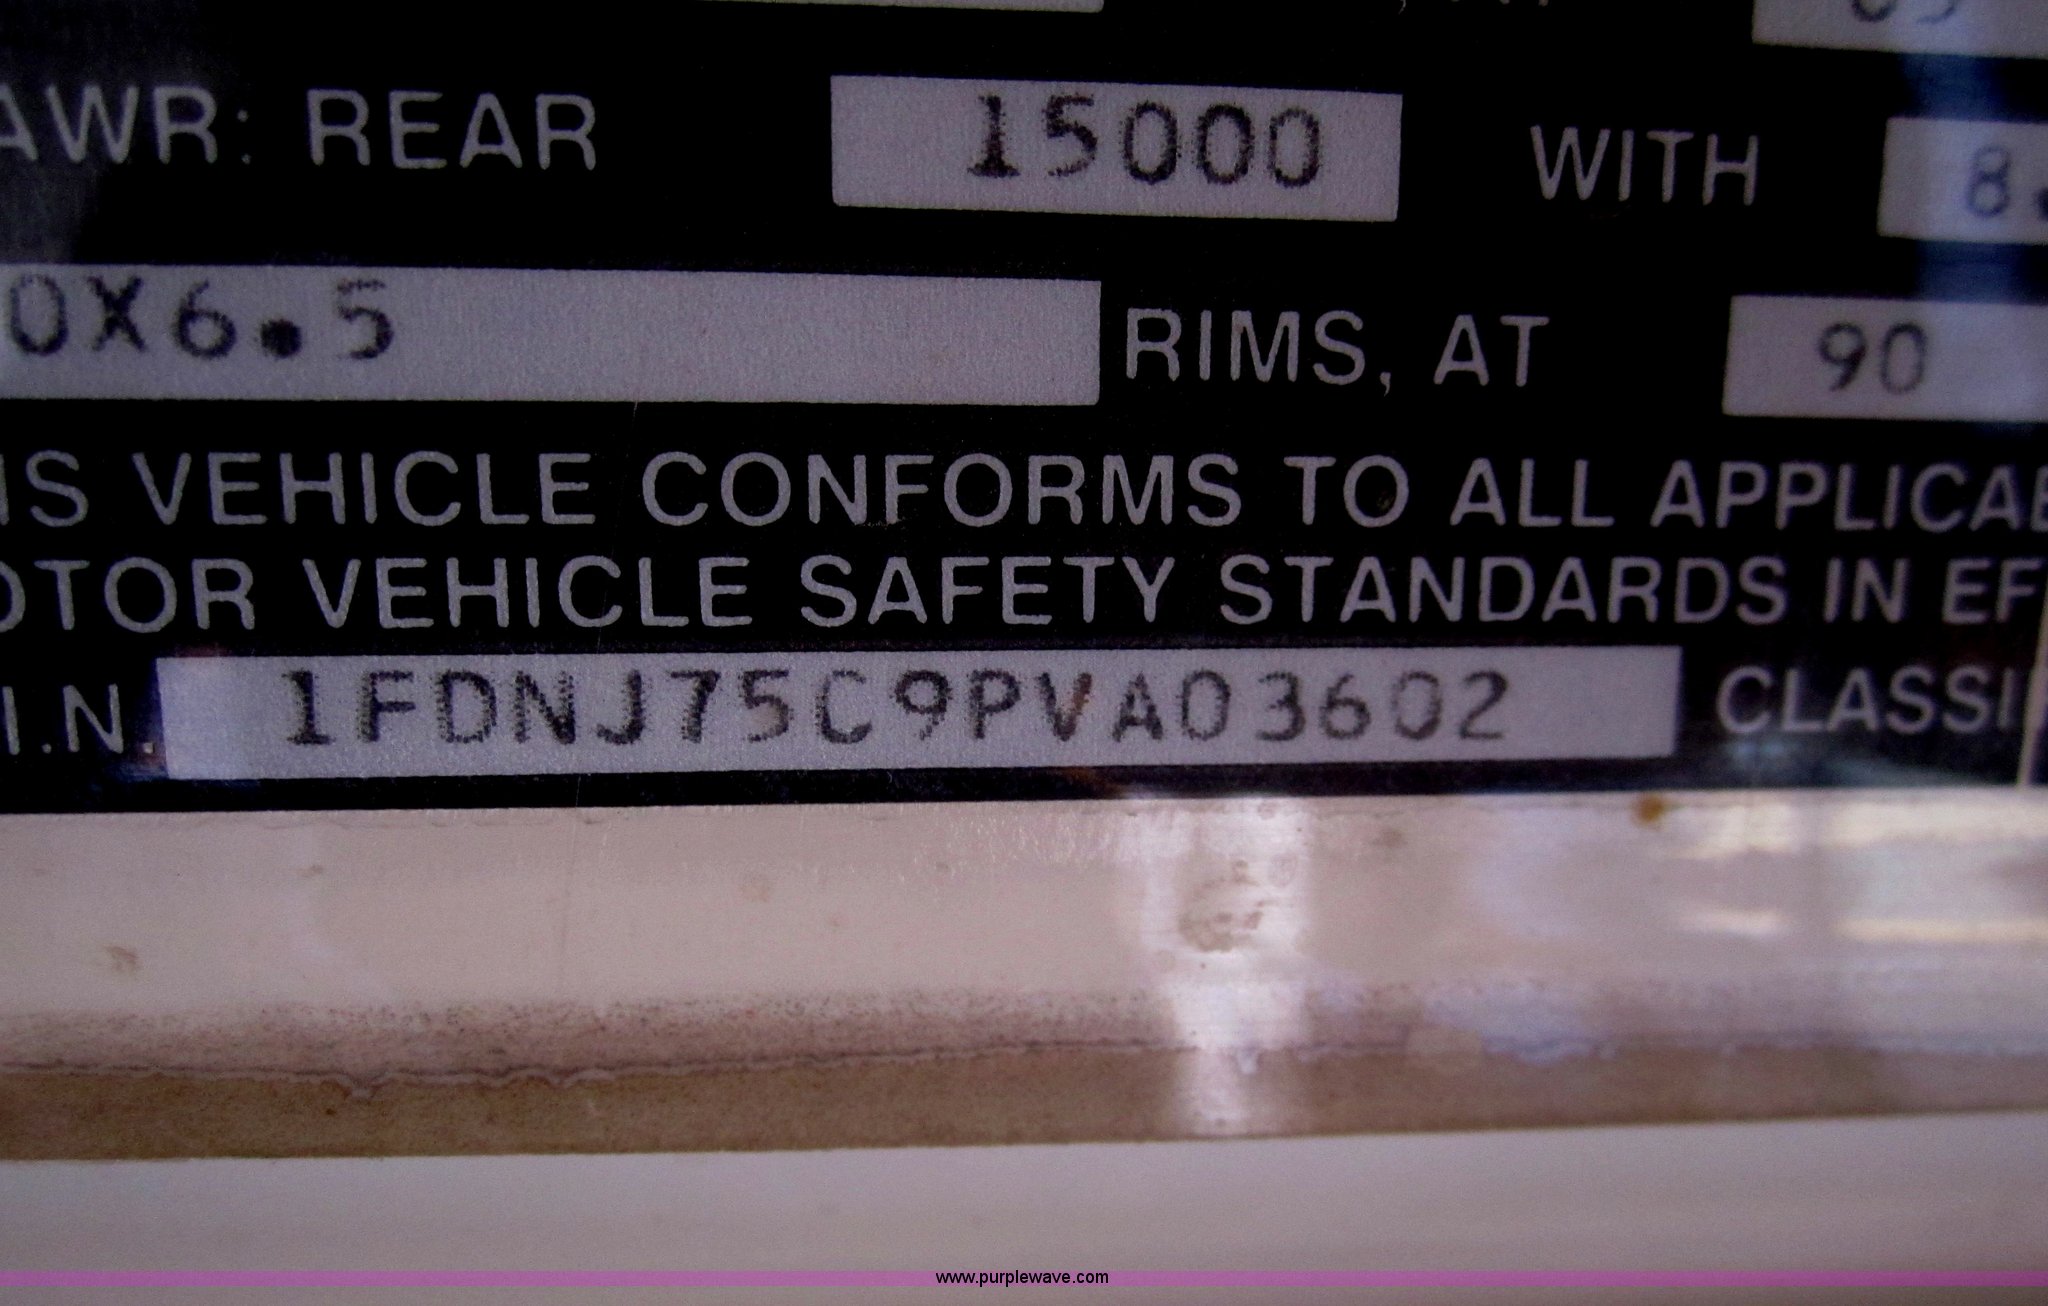 AWR: REAR 15000 WITH 8.
0X6.5 RIMS, AT 90
IS VEHICLE CONFORMS TO ALL APPLICAB
OTOR VEHICLE SAFETY STANDARDS IN EF
I.N. 1FDNJ75C9PVA03602 CLASSI
www.purplewave.com